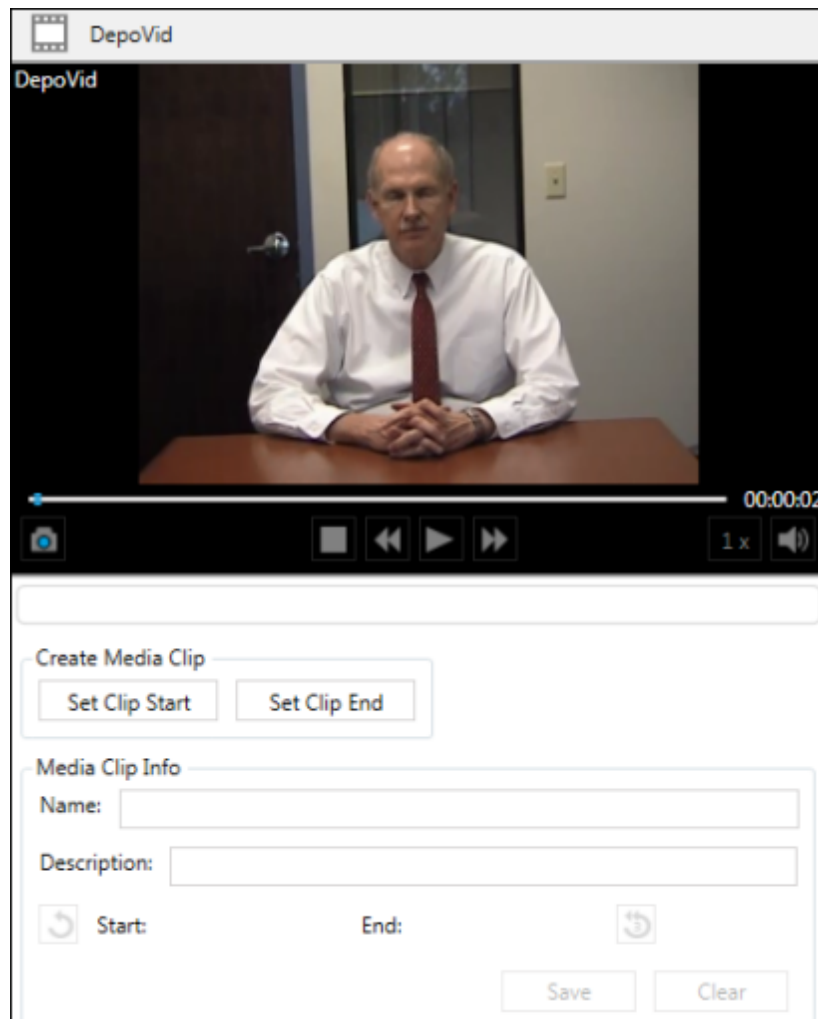 DepoVid
DepoVid
00:00:02
1 x
Create Media Clip
Set Clip Start Set Clip End
Media Clip Info
Name:
Description:
Start: End:
3
Save Clear